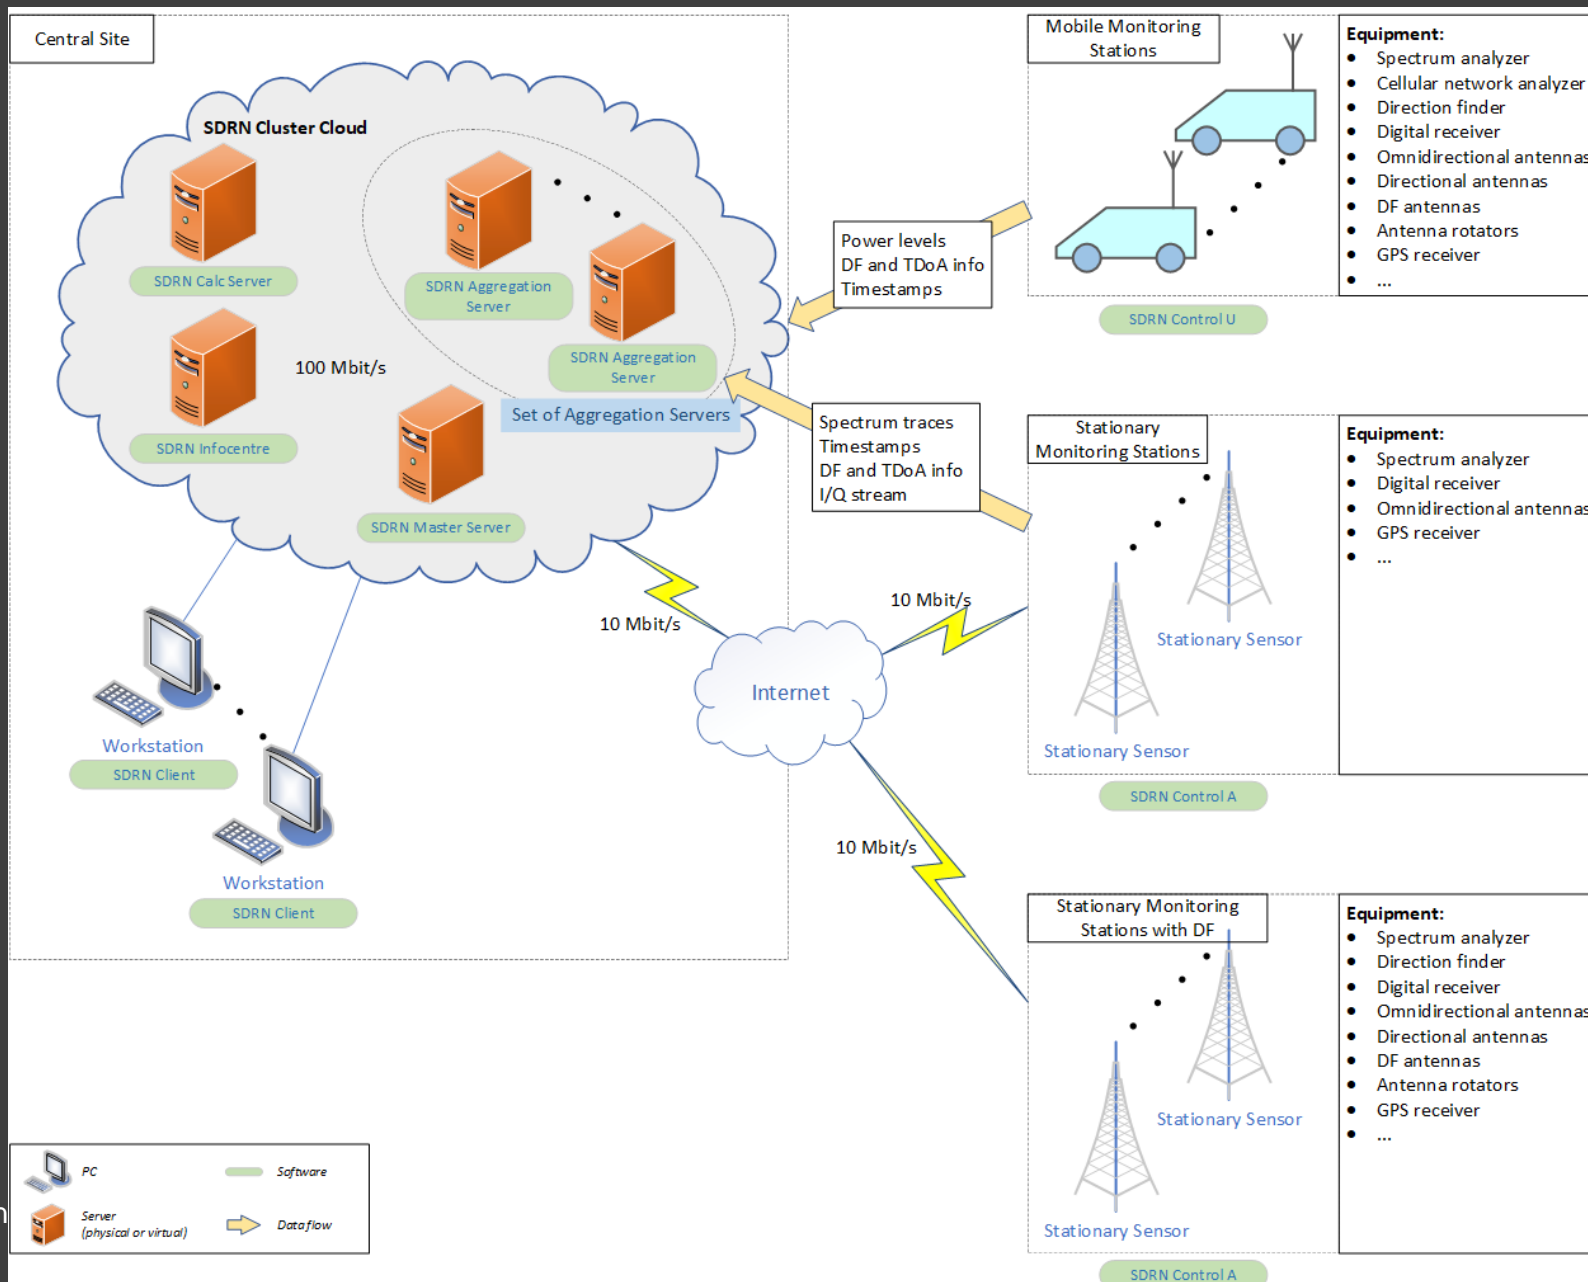 Central Site
SDRN Cluster Cloud
SDRN Calc Server
SDRN Aggregation
Server
SDRN Aggregation
Server
SDRN Infocentre
100 Mbit/s
Set of Aggregation Servers
SDRN Master Server
Power levels
DF and TDoA info
Timestamps
Spectrum traces
Timestamps
DF and TDoA info
I/Q stream
10 Mbit/s
10 Mbit/s
10 Mbit/s
Internet
Workstation
SDRN Client
Workstation
SDRN Client
Mobile Monitoring
Stations
SDRN Control U
Equipment:
• Spectrum analyzer
• Cellular network analyzer
• Direction finder
• Digital receiver
• Omnidirectional antennas
• Directional antennas
• DF antennas
• Antenna rotators
• GPS receiver
• ...
Stationary
Monitoring Stations
Stationary Sensor
Stationary Sensor
SDRN Control A
Equipment:
• Spectrum analyzer
• Digital receiver
• Omnidirectional antennas
• GPS receiver
• ...
Stationary Monitoring
Stations with DF
Stationary Sensor
Stationary Sensor
SDRN Control A
Equipment:
• Spectrum analyzer
• Direction finder
• Digital receiver
• Omnidirectional antennas
• Directional antennas
• DF antennas
• Antenna rotators
• GPS receiver
• ...
PC
Software
Server
(physical or virtual)
Data flow